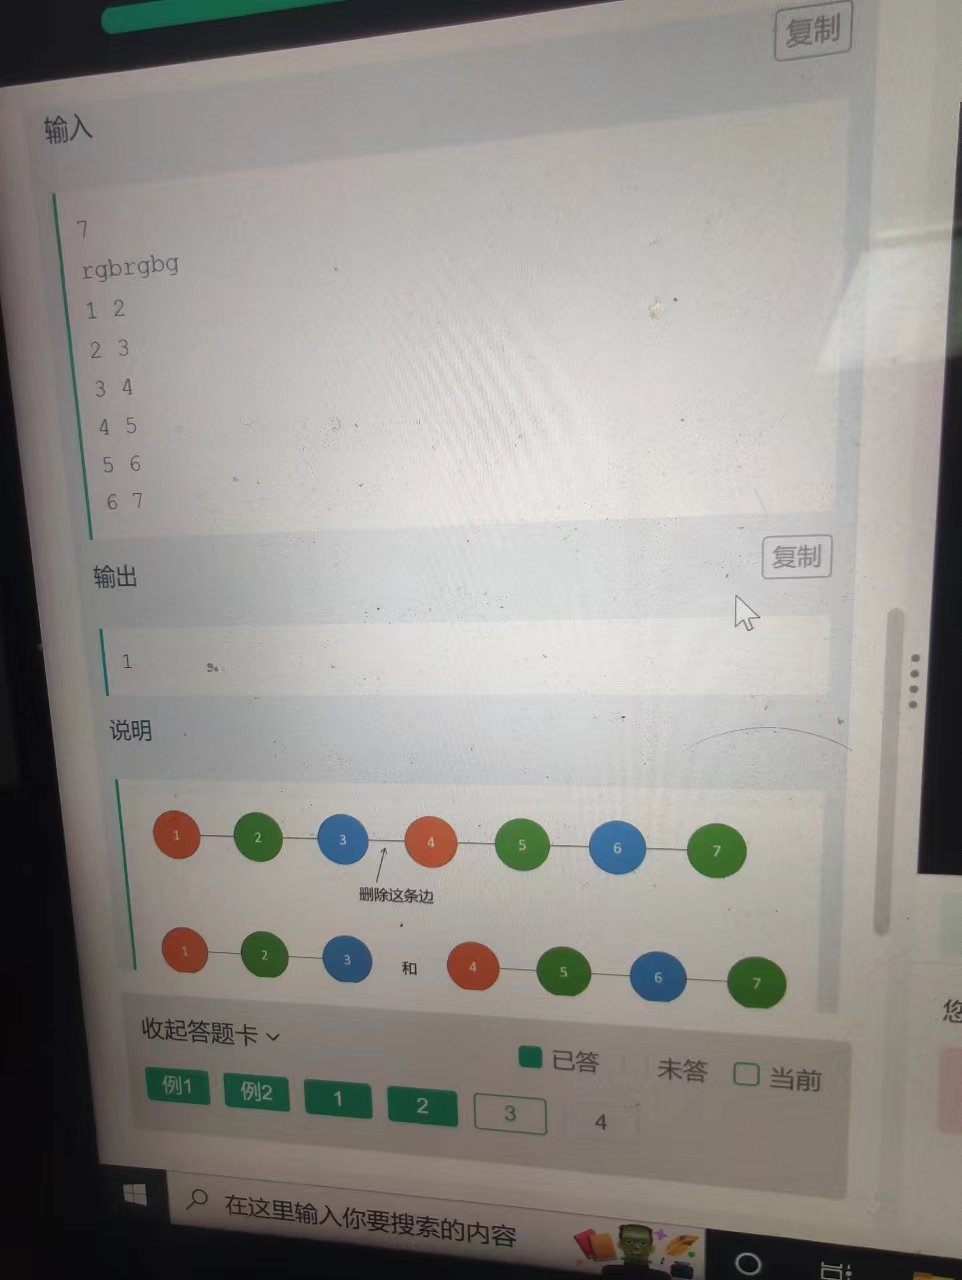 复制
输入
7
rgbrgbg
1 2
2 3
3 4
4 5
5 6
6 7
复制
输出
1
说明
1 2 3 4 5 6 7
删除这条边
1 2 3 和 4 5 6 7
收起答题卡
已答 未答 当前
例1 例2 1 2 3 4
您
在这里输入你要搜索的内容